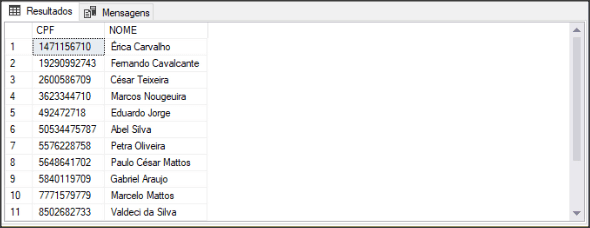 Resultados Mensagens
CPF NOME
1 1471156710 Érica Carvalho
2 19290992743 Fernando Cavalcante
3 2600586709 César Teixeira
4 3623344710 Marcos Nougeuira
5 492472718 Eduardo Jorge
6 50534475787 Abel Silva
7 5576228758 Petra Oliveira
8 5648641702 Paulo César Mattos
9 5840119709 Gabriel Araujo
10 7771579779 Marcelo Mattos
11 8502682733 Valdeci da Silva